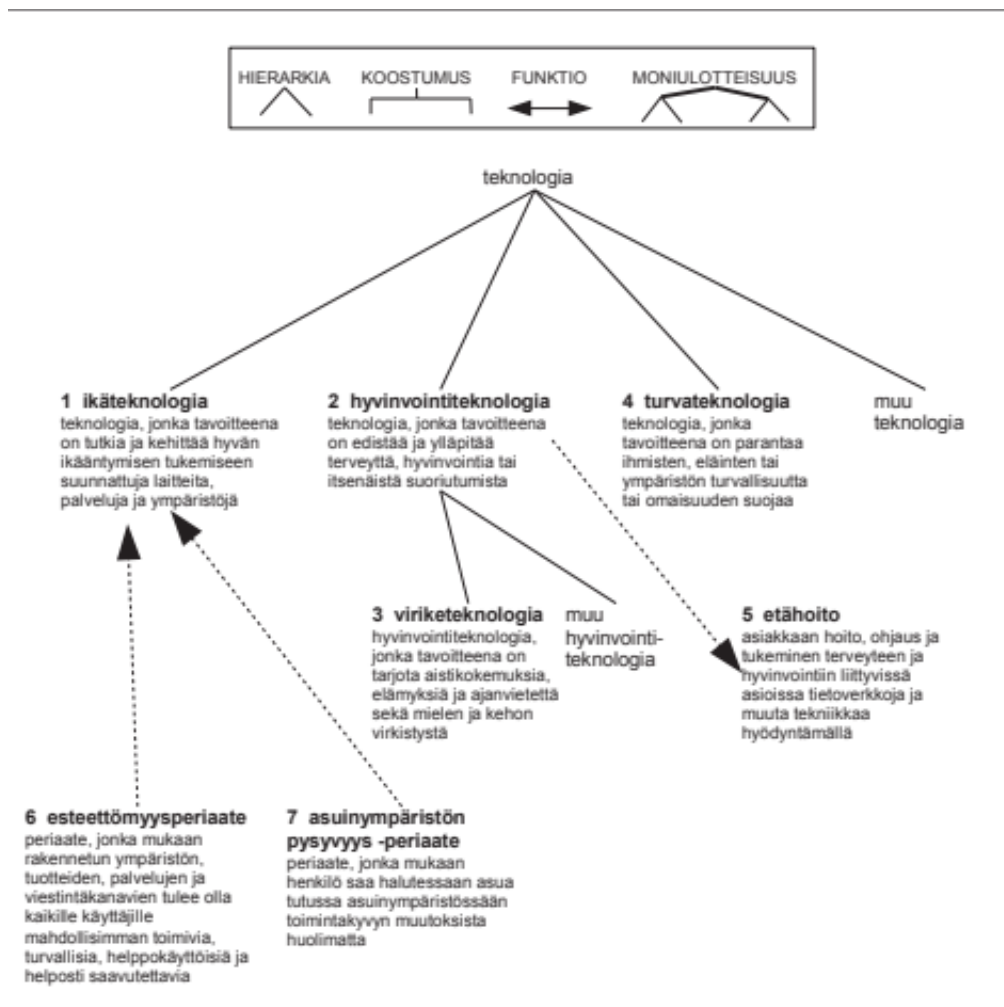 HIERARKIA KOOSTUMUS FUNKTIO MONIULOTTEISUUS
teknologia
1 ikäteknologia
teknologia, jonka tavoitteena
on tutkia ja kehittää hyvän
ikääntymisen tukemiseen
suunnattuja laitteita,
palveluja ja ympäristöjä
2 hyvinvointiteknologia
teknologia, jonka tavoitteena
on edistää ja ylläpitää
terveyttä, hyvinvointia tai
itsenäistä suoriutumista
4 turvateknologia
teknologia, jonka
tavoitteena on parantaa
ihmisten, eläinten tai
ympäristön turvallisuutta
tai omaisuuden suojaa
muu
teknologia
3 viriketeknologia
hyvinvointiteknologia,
jonka tavoitteena on
tarjota aistikokemuksia,
elämyksiä ja ajanvietettä
sekä mielen ja kehon
virkistystä
muu
hyvinvointi-
teknologia
5 etähoito
asiakkaan hoito, ohjaus ja
tukeminen terveyteen ja
hyvinvointiin liittyvissä
asioissa tietoverkkoja ja
muuta tekniikkaa
hyödyntämällä
6 esteettömyysperiaate
periaate, jonka mukaan
rakennetun ympäristön,
tuotteiden, palvelujen ja
viestintäkanavien tulee olla
kaikille käyttäjille
mahdollisimman toimivia,
turvallisia, helppokäyttöisiä ja
helposti saavutettavia
7 asuinympäristön
pysyvyys -periaate
periaate, jonka mukaan
henkilö saa halutessaan asua
tutussa asuinympäristössään
toimintakyvyn muutoksista
huolimatta